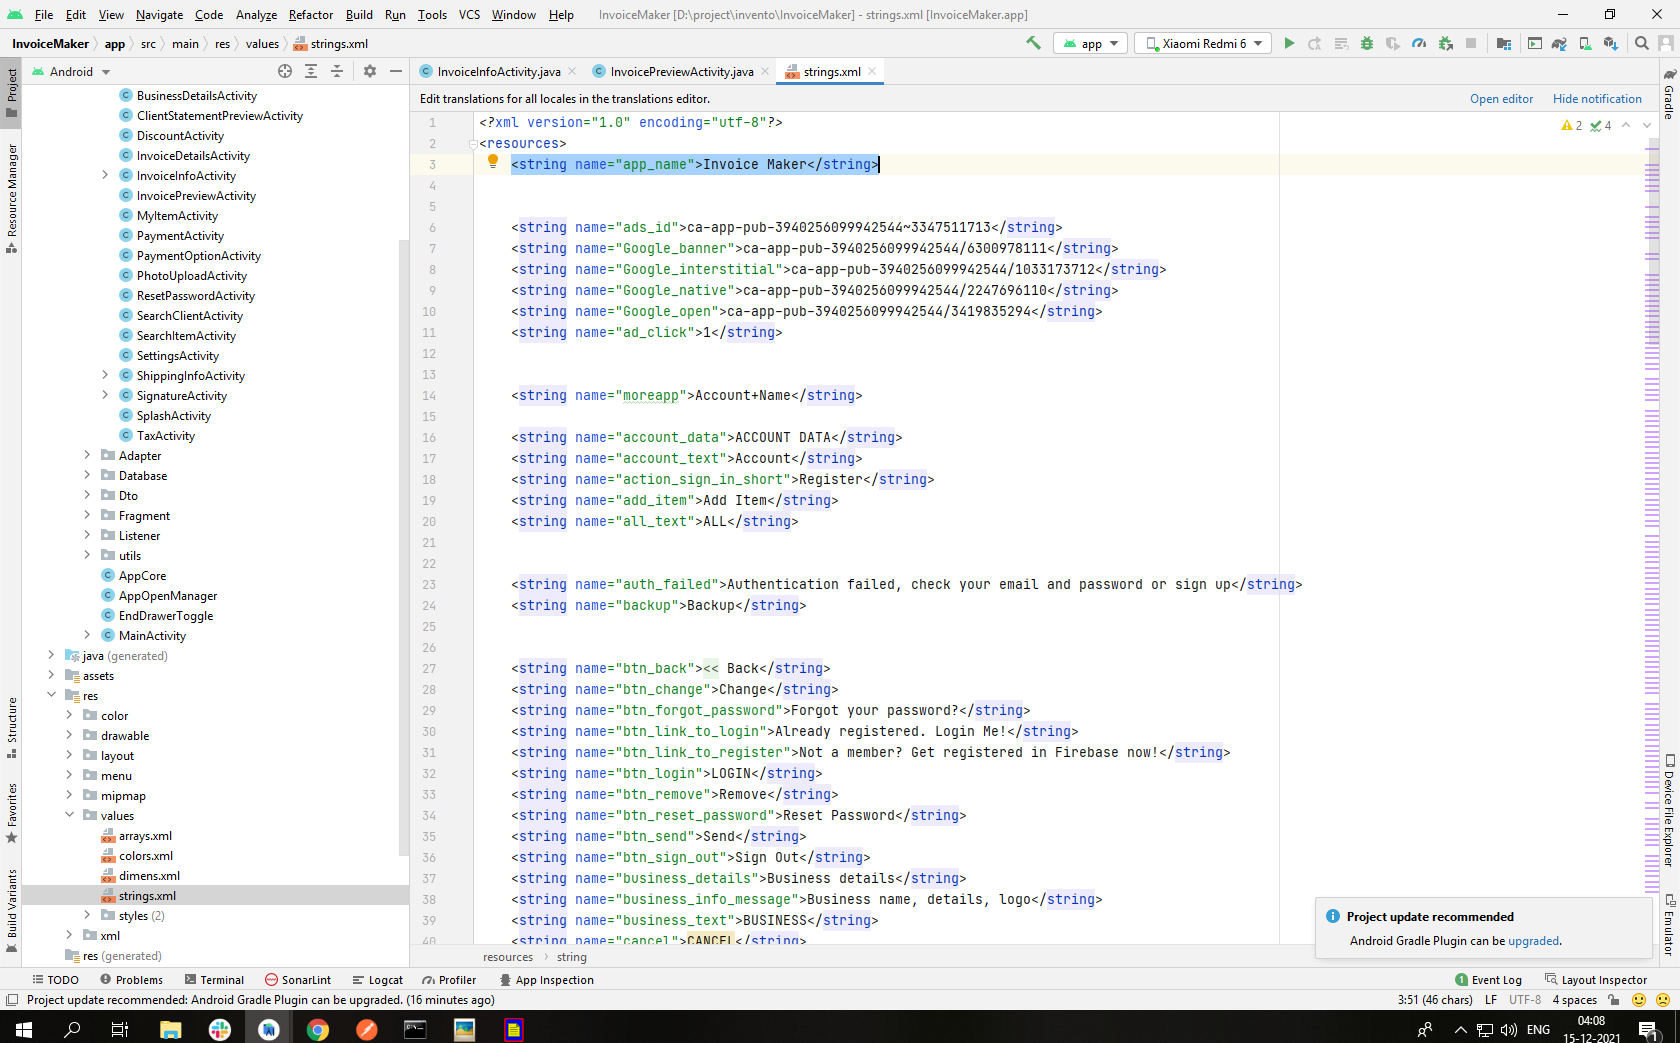 File Edit View Navigate Code Analyze Refactor Build Run Tools VCS Window Help InvoiceMaker [D:\project\invento\InvoiceMaker] - strings.xml [InvoiceMaker.app]
InvoiceMaker app src main res values strings.xml
app Xiaomi Redmi 6
Android
InvoiceInfoActivity.java InvoicePreviewActivity.java strings.xml
Edit translations for all locales in the translations editor. Open editor Hide notification
2 4
Project
Resource Manager
Structure
Favorites
Build Variants
BusinessDetailsActivity
ClientStatementPreviewActivity
DiscountActivity
InvoiceDetailsActivity
InvoiceInfoActivity
InvoicePreviewActivity
MyItemActivity
PaymentActivity
PaymentOptionActivity
PhotoUploadActivity
ResetPasswordActivity
SearchClientActivity
SearchItemActivity
SettingsActivity
ShippingInfoActivity
SignatureActivity
SplashActivity
TaxActivity
Adapter
Database
Dto
Fragment
Listener
utils
AppCore
AppOpenManager
EndDrawerToggle
MainActivity
java (generated)
assets
res
color
drawable
layout
menu
mipmap
values
arrays.xml
colors.xml
dimens.xml
strings.xml
styles (2)
xml
res (generated)
1 <?xml version="1.0" encoding="utf-8"?>
2 <resources>
3 <string name="app_name">Invoice Maker</string>
4
5
6 <string name="ads_id">ca-app-pub-3940256099942544~3347511713</string>
7 <string name="Google_banner">ca-app-pub-3940256099942544/6300978111</string>
8 <string name="Google_interstitial">ca-app-pub-3940256099942544/1033173712</string>
9 <string name="Google_native">ca-app-pub-3940256099942544/2247696110</string>
10 <string name="Google_open">ca-app-pub-3940256099942544/3419835294</string>
11 <string name="ad_click">1</string>
12
13
14 <string name="moreapp">Account+Name</string>
15
16 <string name="account_data">ACCOUNT DATA</string>
17 <string name="account_text">Account</string>
18 <string name="action_sign_in_short">Register</string>
19 <string name="add_item">Add Item</string>
20 <string name="all_text">ALL</string>
21
22
23 <string name="auth_failed">Authentication failed, check your email and password or sign up</string>
24 <string name="backup">Backup</string>
25
26
27 <string name="btn_back"><< Back</string>
28 <string name="btn_change">Change</string>
29 <string name="btn_forgot_password">Forgot your password?</string>
30 <string name="btn_link_to_login">Already registered. Login Me!</string>
31 <string name="btn_link_to_register">Not a member? Get registered in Firebase now!</string>
32 <string name="btn_login">LOGIN</string>
33 <string name="btn_remove">Remove</string>
34 <string name="btn_reset_password">Reset Password</string>
35 <string name="btn_send">Send</string>
36 <string name="btn_sign_out">Sign Out</string>
37 <string name="business_details">Business details</string>
38 <string name="business_info_message">Business name, details, logo</string>
39 <string name="business_text">BUSINESS</string>
40 <string name="cancel">CANCEL</string>
resources string
Gradle
Device File Explorer
Emulator
Project update recommended
Android Gradle Plugin can be upgraded.
TODO Problems Terminal SonarLint Logcat Profiler App Inspection Event Log Layout Inspector
1
Project update recommended: Android Gradle Plugin can be upgraded. (16 minutes ago) 3:51 (46 chars) LF UTF-8 4 spaces
ENG 04:08
15-12-2021
1